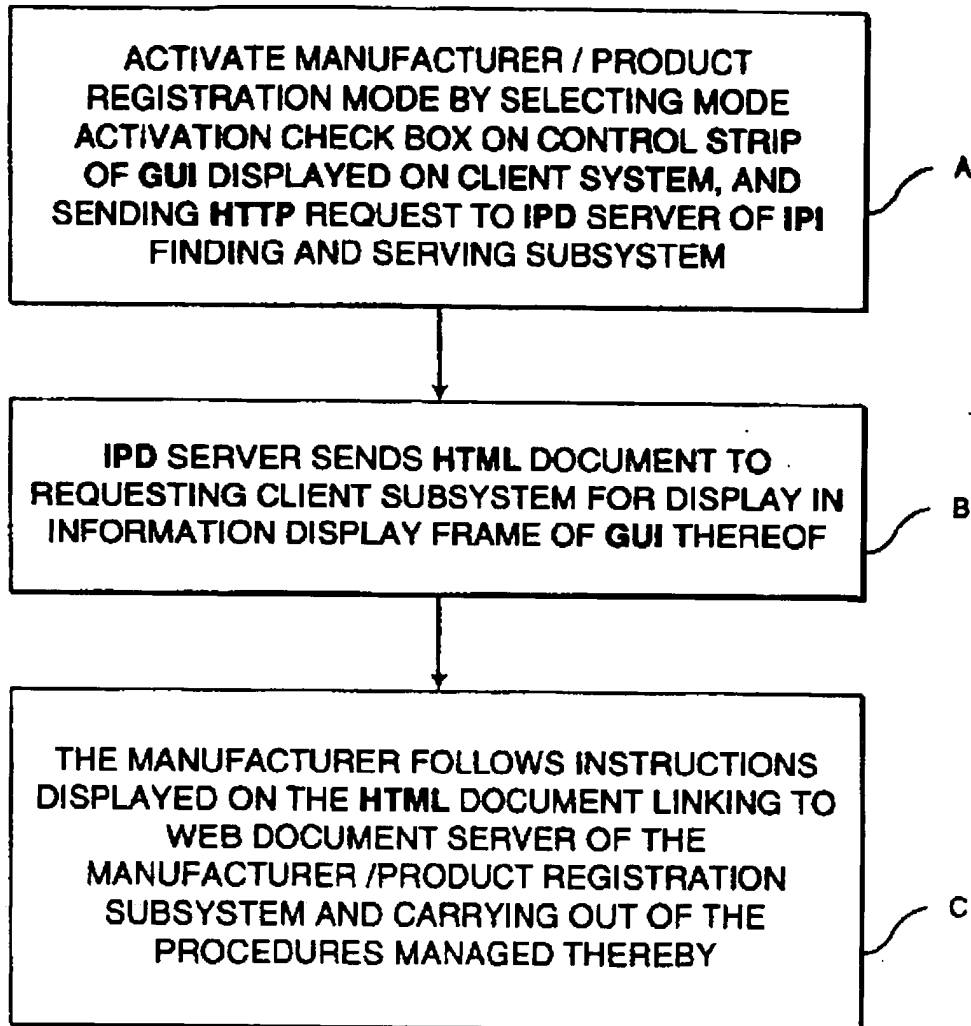 ACTIVATE MANUFACTURER / PRODUCT
REGISTRATION MODE BY SELECTING MODE
ACTIVATION CHECK BOX ON CONTROL STRIP
OF GUI DISPLAYED ON CLIENT SYSTEM, AND
SENDING HTTP REQUEST TO IPD SERVER OF IPI
FINDING AND SERVING SUBSYSTEM
A
IPD SERVER SENDS HTML DOCUMENT TO
REQUESTING CLIENT SUBSYSTEM FOR DISPLAY IN
INFORMATION DISPLAY FRAME OF GUI THEREOF
B
THE MANUFACTURER FOLLOWS INSTRUCTIONS
DISPLAYED ON THE HTML DOCUMENT LINKING TO
WEB DOCUMENT SERVER OF THE
MANUFACTURER /PRODUCT REGISTRATION
SUBSYSTEM AND CARRYING OUT OF THE
PROCEDURES MANAGED THEREBY
C